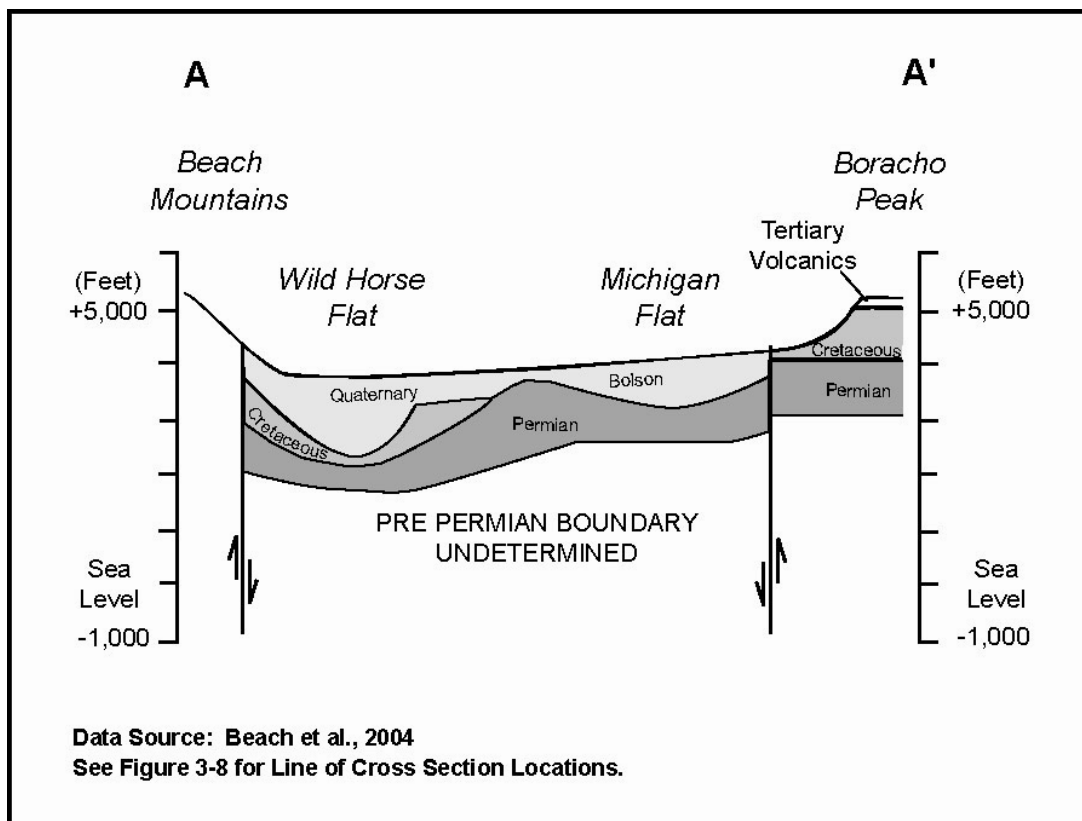 A
A'
Beach
Mountains
Boracho
Peak
Tertiary
Volcanics
(Feet)
+5,000
Wild Horse
Flat
Michigan
Flat
(Feet)
+5,000
Cretaceous
Quaternary
Bolson
Permian
Cretaceous
Permian
PRE PERMIAN BOUNDARY
UNDETERMINED
Sea
Level
-1,000
Sea
Level
-1,000
Data Source: Beach et al., 2004
See Figure 3-8 for Line of Cross Section Locations.